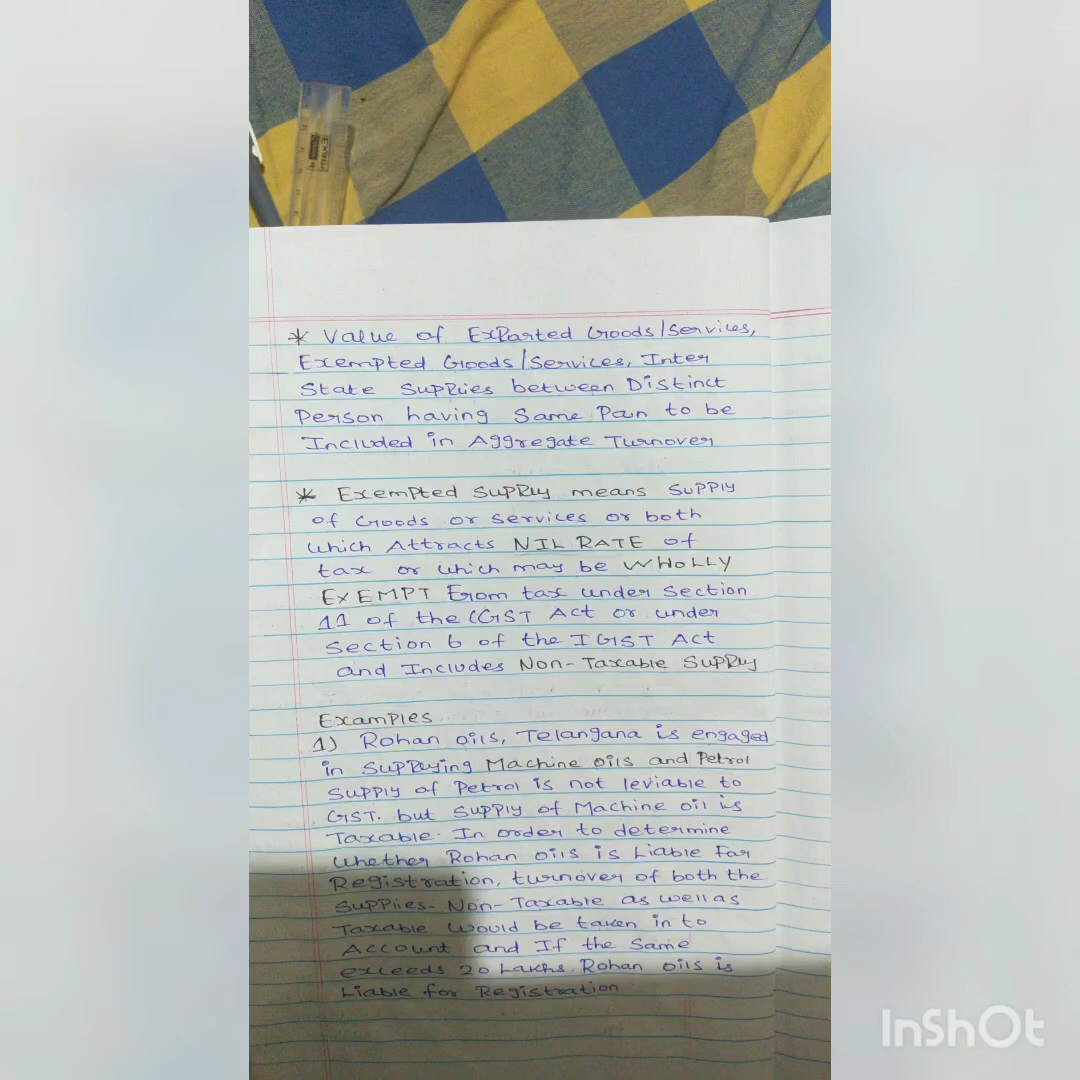 * Value of Exported Goods/Services,
Exempted Goods/Services, Inter
State Supplies between Distinct
Person having Same Pan to be
Included in Aggregate Turnover
* Exempted Supply means Supply
of Goods or Services or both
which Attracts NIL RATE of
tax or which may be WHOLLY
EXEMPT From tax under Section
11 of the CGST Act or under
Section 6 of the IGST Act
and Includes Non-Taxable Supply
Examples
1) Rohan oils, Telangana is engaged
in Supplying Machine oils and Petrol
Supply of Petrol is not leviable to
GST. but Supply of Machine oil is
Taxable. In order to determine
whether Rohan oils is Liable For
Registration, turnover of both the
Supplies - Non-Taxable as well as
Taxable would be taken in to
Account and If the Same
exceeds 20 Lakhs. Rohan oils is
Liable for Registration
InShOt